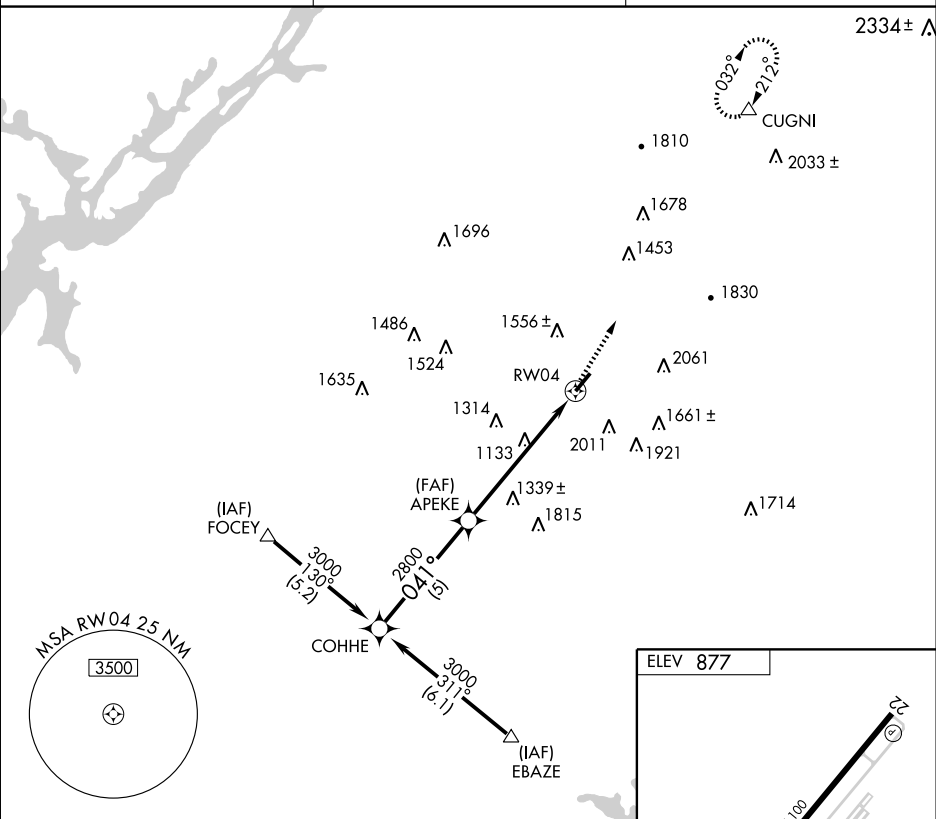 2334±
032°
212°
CUGNI
1810
2033 ±
1678
1696
1453
1830
1486
1556 ±
1524
2061
RW04
1635
1314
1661 ±
1133
2011
1921
(FAF)
APEKE
1339 ±
1815
1714
(IAF)
FOCEY
3000
130°
(5.2)
2800
041°
(5)
COHHE
3000
311°
(6.1)
(IAF)
EBAZE
MSA RW04 25 NM
3500
ELEV 877
22
P